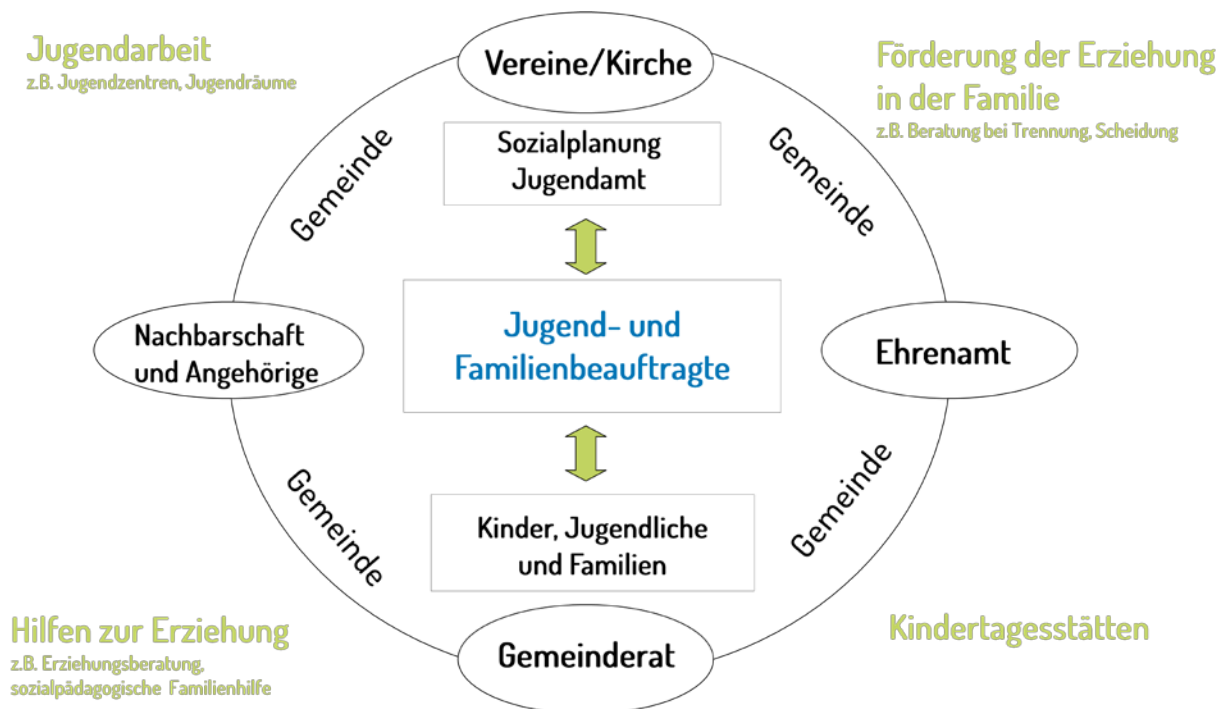 Jugendarbeit
z.B. Jugendzentren, Jugendräume
Vereine/Kirche
Förderung der Erziehung
in der Familie
z.B. Beratung bei Trennung, Scheidung
Sozialplanung
Jugendamt
Gemeinde
Gemeinde
Jugend- und
Familienbeauftragte
Nachbarschaft
und Angehörige
Ehrenamt
Gemeinde
Gemeinde
Kinder, Jugendliche
und Familien
Hilfen zur Erziehung
z.B. Erziehungsberatung,
sozialpädagogische Familienhilfe
Gemeinderat
Kindertagesstätten